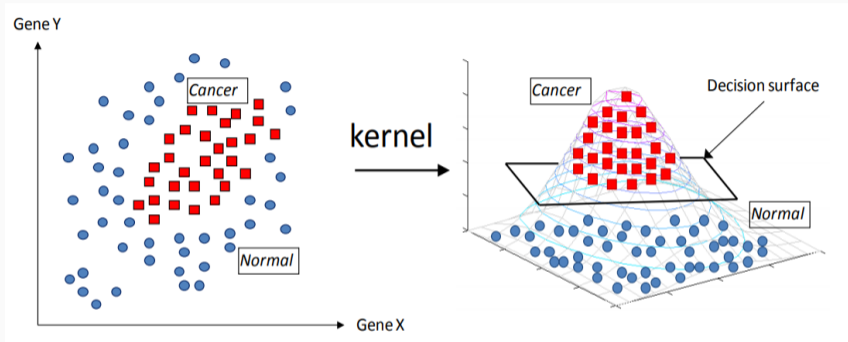 Gene Y
Cancer
Normal
Gene X
kernel
Cancer
Decision surface
Normal